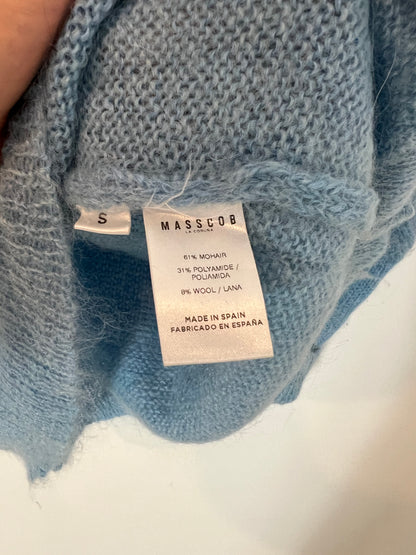 S
MASSCOB
LA CORUÑA
61% MOHAIR
31% POLYAMIDE /
POLIAMIDA
8% WOOL / LANA
MADE IN SPAIN
FABRICADO EN ESPAÑA